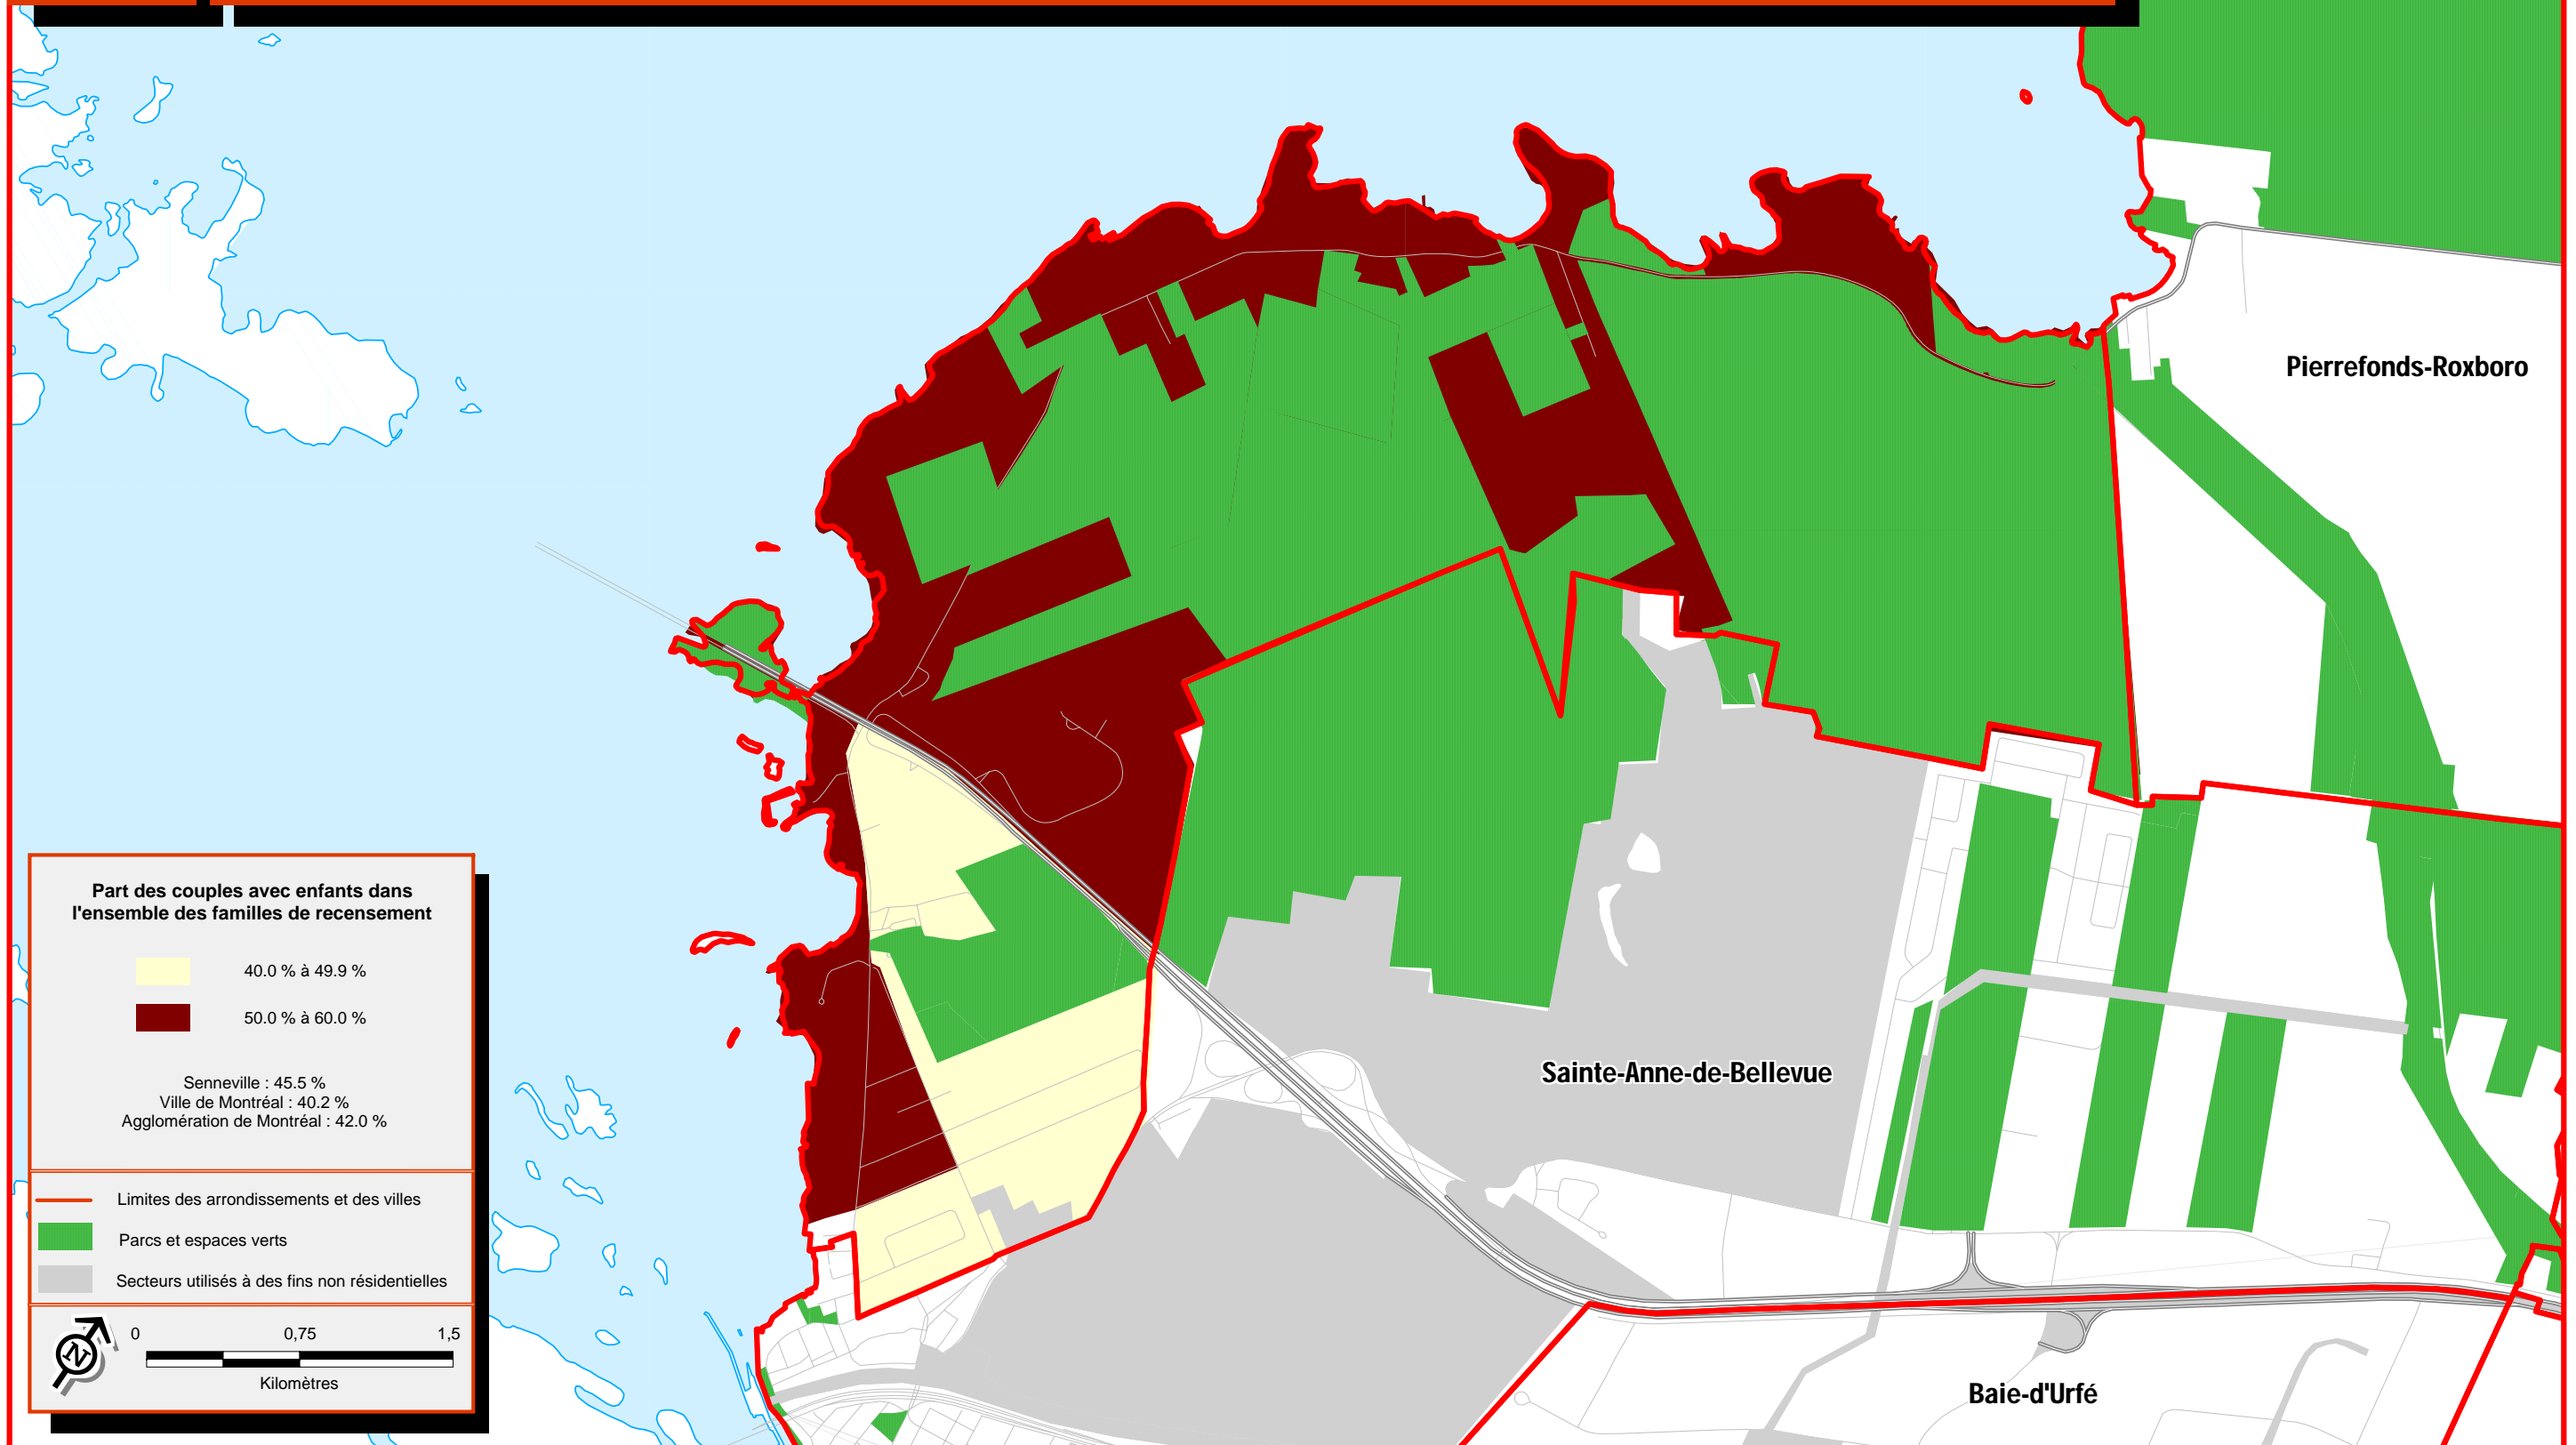 Pierrefonds-Roxboro
Part des couples avec enfants dans
l'ensemble des familles de recensement
40.0 % à 49.9 %
50.0 % à 60.0 %
Senneville : 45.5 %
Ville de Montréal : 40.2 %
Agglomération de Montréal : 42.0 %
Sainte-Anne-de-Bellevue
Limites des arrondissements et des villes
Parcs et espaces verts
Secteurs utilisés à des fins non résidentielles
N
0 0,75 1,5
Kilomètres
Baie-d'Urfé